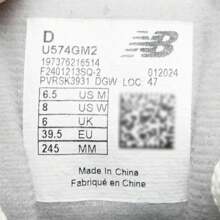 D
U574GM2
197376216514
F2401213SQ-2 012024
PVRSK3931 DGW LOC 47
6.5 US M
8 US W
6 UK
39.5 EU
245 MM
Made in China
Fabriqué en Chine